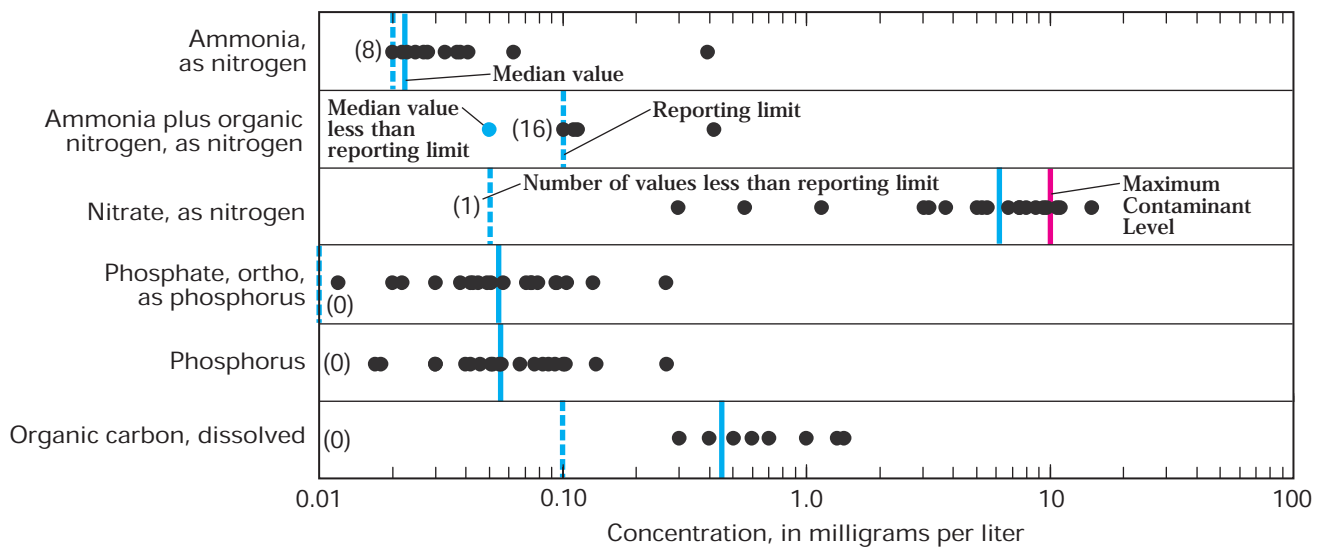 Ammonia,
as nitrogen
(8)
Median value
Ammonia plus organic
nitrogen, as nitrogen
Median value
less than
reporting limit
(16)
Reporting limit
Nitrate, as nitrogen
(1)
Number of values less than reporting limit
Maximum
Contaminant
Level
Phosphate, ortho,
as phosphorus
(0)
Phosphorus
(0)
Organic carbon, dissolved
(0)
0.01 0.10 1.0 10 100
Concentration, in milligrams per liter